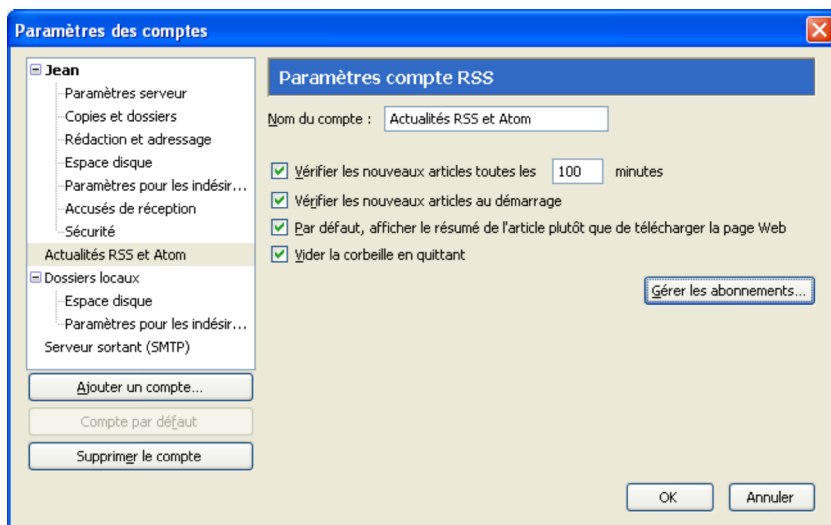 Paramètres des comptes
Jean
Paramètres serveur
Copies et dossiers
Rédaction et adressage
Espace disque
Paramètres pour les indésir...
Accusés de réception
Sécurité
Actualités RSS et Atom
Dossiers locaux
Espace disque
Paramètres pour les indésir...
Serveur sortant (SMTP)
Ajouter un compte...
Compte par défaut
Supprimer le compte
Paramètres compte RSS
Nom du compte : Actualités RSS et Atom
Vérifier les nouveaux articles toutes les 100 minutes
Vérifier les nouveaux articles au démarrage
Par défaut, afficher le résumé de l'article plutôt que de télécharger la page Web
Vider la corbeille en quittant
Gérer les abonnements...
OK Annuler